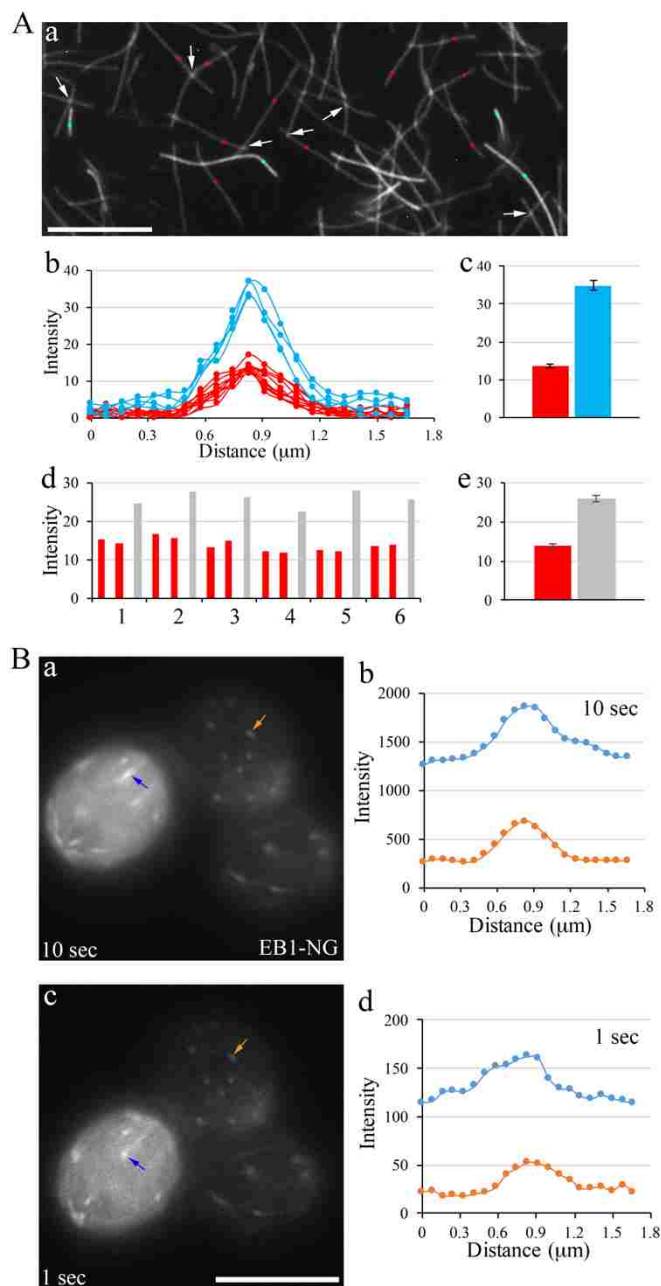 A
a
b
c
Intensity
40
30
20
10
0
0 0.3 0.6 0.9 1.2 1.5 1.8
Distance (μm)
40
30
20
10
0
d
e
Intensity
30
20
10
0
1 2 3 4 5 6
30
20
10
0
B
a
10 sec
EB1-NG
b
10 sec
Intensity
2000
1500
1000
500
0
0 0.3 0.6 0.9 1.2 1.5 1.8
Distance (μm)
c
1 sec
d
1 sec
Intensity
200
150
100
50
0
0 0.3 0.6 0.9 1.2 1.5 1.8
Distance (μm)